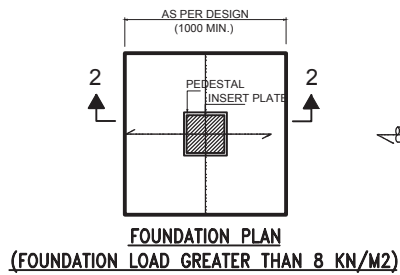 AS PER DESIGN
(1000 MIN.)
2 2
PEDESTAL
INSERT PLATE
FOUNDATION PLAN
(FOUNDATION LOAD GREATER THAN 8 KN/M2)